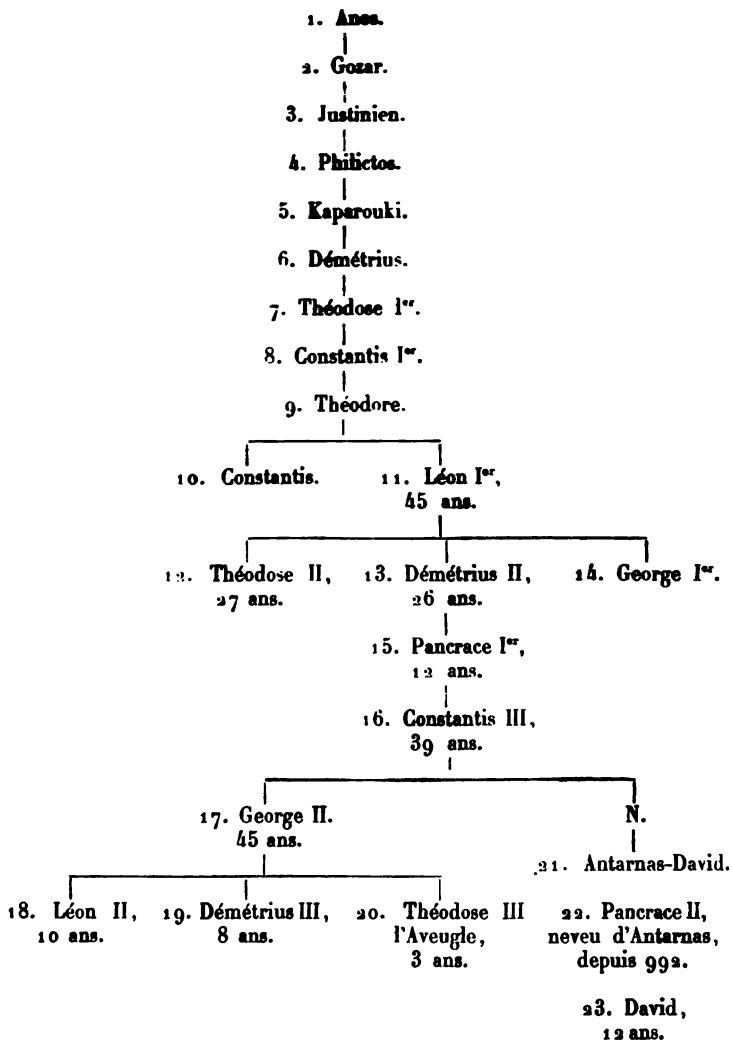 1. Anos.
2. Gozar.
3. Justinien.
4. Philictos.
5. Kaparouki.
6. Démétrius.
7. Théodose Ier.
8. Constantis Ier.
9. Théodore.
10. Constantis.
11. Léon Ier,
45 ans.
12. Théodose II,
27 ans.
13. Démétrius II,
26 ans.
14. George Ier.
15. Pancrace Ier,
12 ans.
16. Constantis III,
39 ans.
17. George II.
45 ans.
N.
21. Antarnas-David.
18. Léon II,
10 ans.
19. Démétrius III,
8 ans.
20. Théodose III
l'Aveugle,
3 ans.
22. Pancrace II,
neveu d'Antarnas,
depuis 992.
23. David,
12 ans.